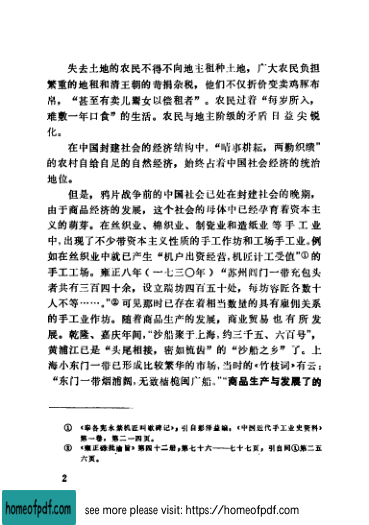 失去土地的农民不得不向地主租种土地，广大农民负担
繁重的地租和清王朝的苛捐杂税，他们不仅折价变卖鸡豚布
帛，“甚至有卖儿鬻女以偿租者”。农民过着“每岁所入，
难敷一年口食”的生活。农民与地主阶级的矛盾日益尖锐
化。
在中国封建社会的经济结构中，“晴事耕耘，雨勤织绩”
的农村自给自足的自然经济，始终占着中国社会经济的统治
地位。
但是，鸦片战争前的中国社会已处在封建社会的晚期，
由于商品经济的发展，这个社会的母体中已经孕育着资本主
义的萌芽。在丝织业、棉织业、制瓷业和造纸业等手工业
中，出现了不少带资本主义性质的手工作坊和工场手工业。例
如在丝织业中就已产生“机户出资经营，机匠计工受值”①的
手工工场。雍正八年（一七三〇年）“苏州阊门一带充包头
者共有三百四十余，设立踹坊四百五十处，每坊容匠各数十
人不等……。”②可见那时已存在着相当数量的具有雇佣关系
的手工业作坊。随着商品生产的发展，商业贸易也有所发
展。乾隆、嘉庆年间，“沙船聚于上海，约三千五、六百号”，
黄浦江已是“头尾相接，密如梳齿”的“沙船之乡”了。上
海小东门一带已形成比较繁华的市场，当时的《竹枝词》有云：
“东门一带烟浦阔，无数樯桅闽广船。”“商品生产与发展了的
① 《奉各宪永禁机匠叫歇碑记》，引自彭泽益编：《中国近代手工业史资料》
第一卷，第二一四页。
② 《雍正硃批谕旨》第四十二册，第七十六——七十七页，引自同①第二五
六页。
2
homeofpdf.com
see more please visit: https://homeofpdf.com